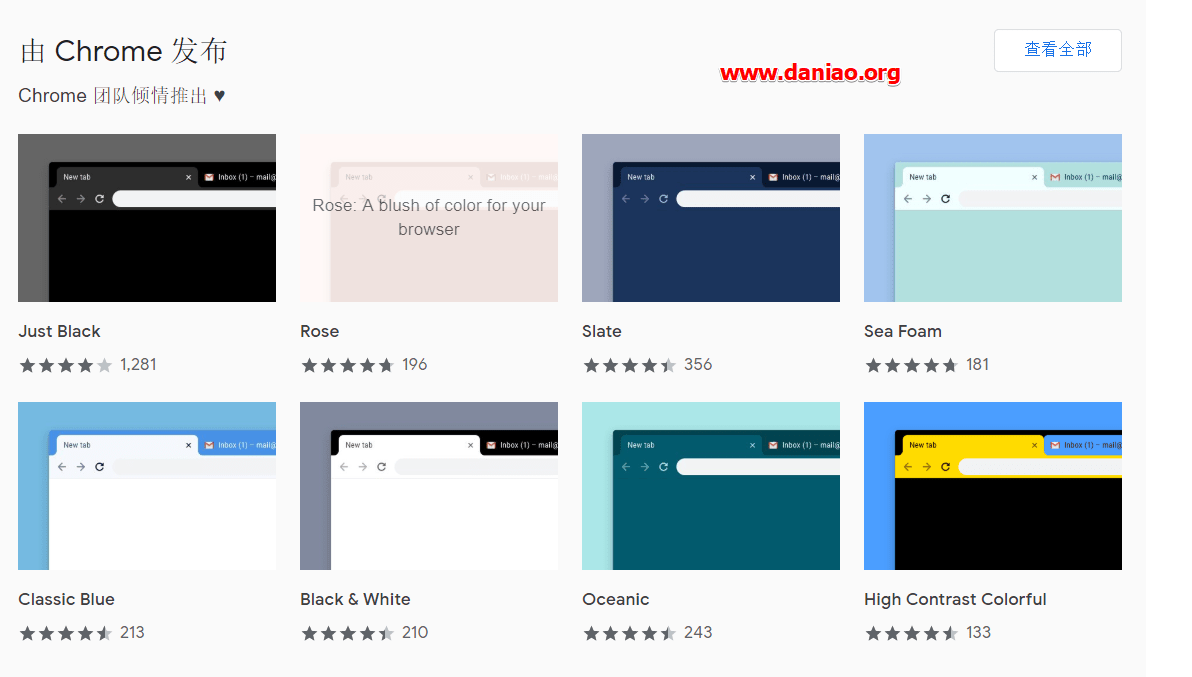 由 Chrome 发布
查看全部
www.daniao.org
Chrome 团队倾情推出 ♥
New tab
Inbox (1) – mail@
New tab
Inbox (1) – mail@
New tab
Inbox (1) – mail@
New tab
Inbox (1) – mail@
Rose: A blush of color for your
browser
Just Black
Rose
Slate
Sea Foam
1,281
196
356
181
New tab
Inbox (1) – mail@
New tab
Inbox (1) – mail@
New tab
Inbox (1) – mail@
New tab
Inbox (1) – mail@
Classic Blue
Black & White
Oceanic
High Contrast Colorful
213
210
243
133